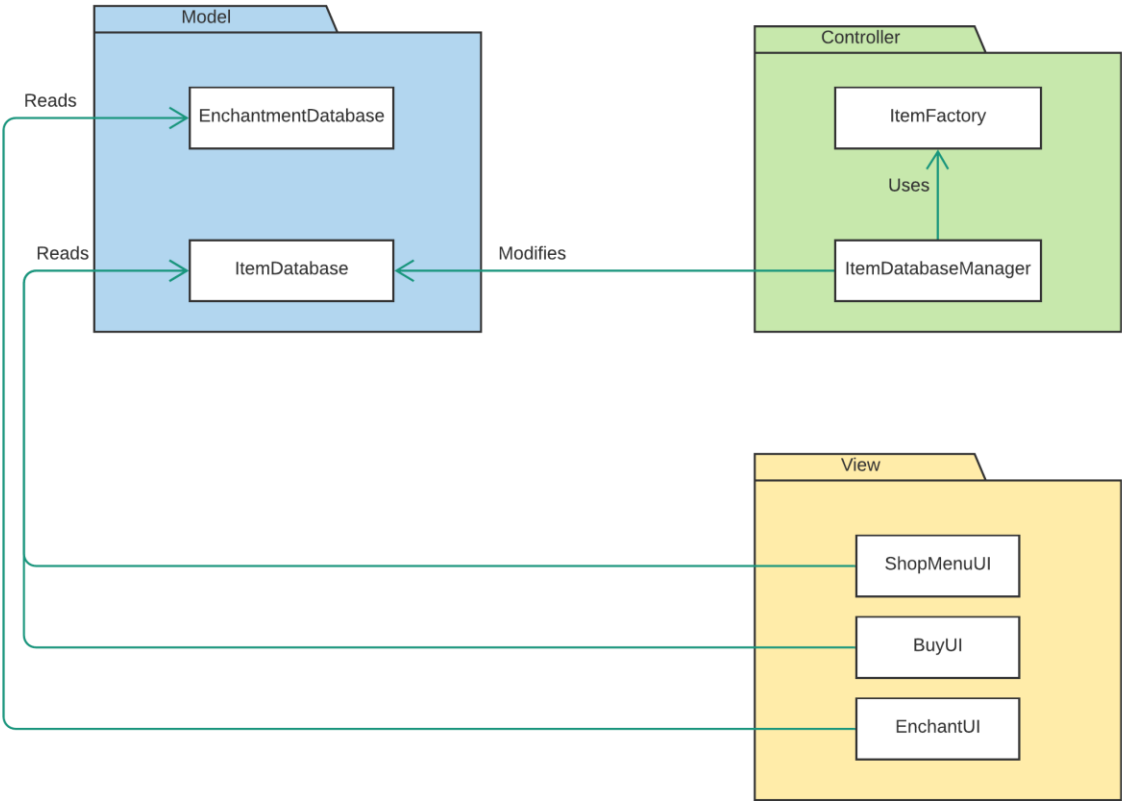 Model
Controller
Reads
EnchantmentDatabase
ItemFactory
Uses
Reads
ItemDatabase
Modifies
ItemDatabaseManager
View
ShopMenuUI
BuyUI
EnchantUI